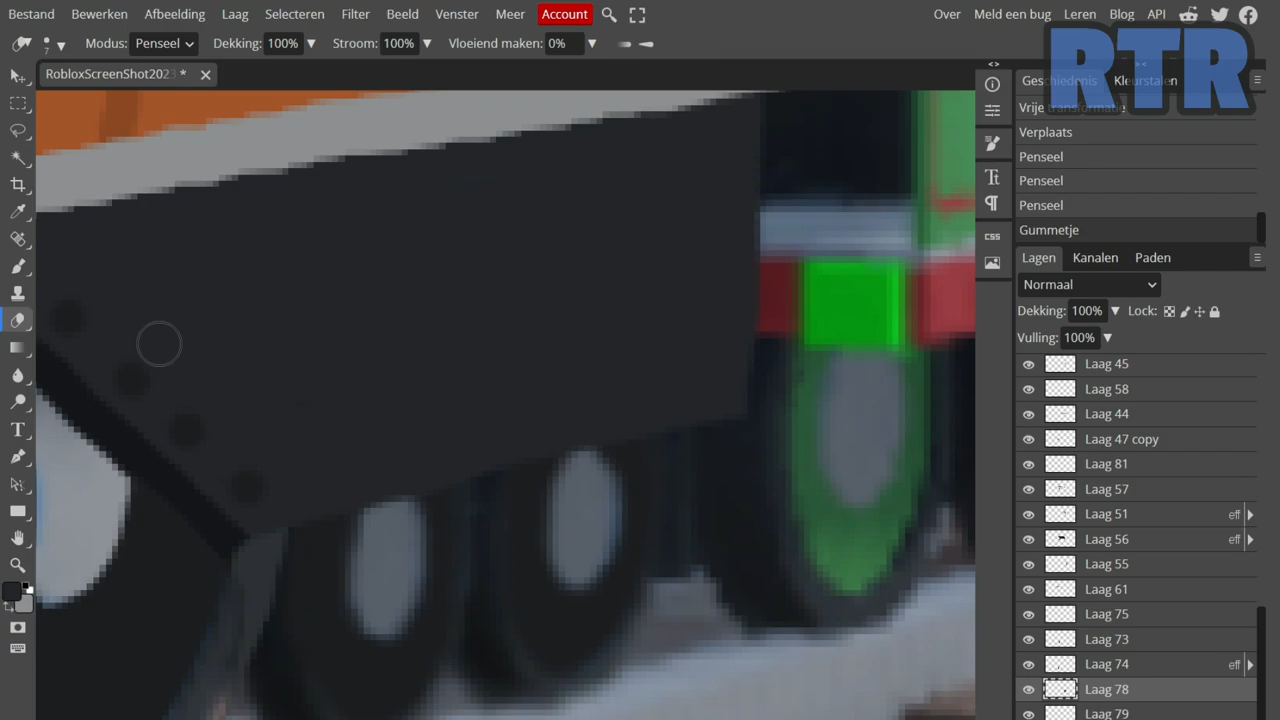 Bestand Bewerken Afbeelding Laag Selecteren Filter Beeld Venster Meer Account Over Meld een bug Leren Blog API
7 Modus: Penseel Dekking: 100% Stroom: 100% Vloeiend maken: 0%
RobloxScreenShot2023 *
RTR
Geschiedenis Kleurstalen
Vrije transformatie
Verplaats
Penseel
Penseel
Penseel
Gummetje
Lagen Kanalen Paden
Normaal
Dekking: 100% Lock:
Vulling: 100%
Laag 45
Laag 58
Laag 44
Laag 47 copy
Laag 81
Laag 57
Laag 51 eff
Laag 56 eff
Laag 55
Laag 61
Laag 75
Laag 73
Laag 74 eff
Laag 78
Laag 79
css